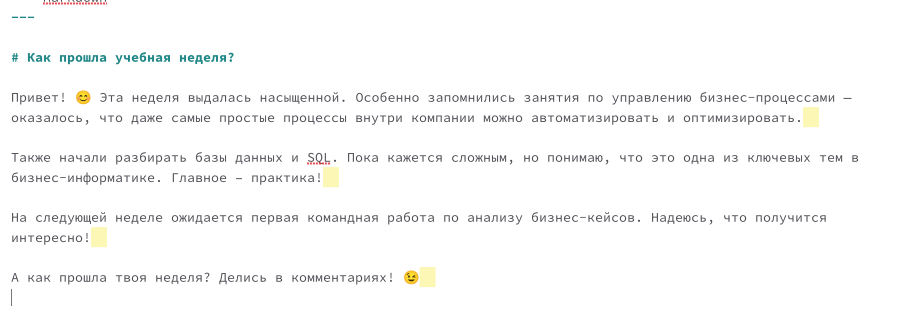 ---
# Как прошла учебная неделя?
Привет! 😊 Эта неделя выдалась насыщенной. Особенно запомнились занятия по управлению бизнес-процессами —
оказалось, что даже самые простые процессы внутри компании можно автоматизировать и оптимизировать.
Также начали разбирать базы данных и SQL. Пока кажется сложным, но понимаю, что это одна из ключевых тем в
бизнес-информатике. Главное – практика!
На следующей неделе ожидается первая командная работа по анализу бизнес-кейсов. Надеюсь, что получится
интересно!
А как прошла твоя неделя? Делись в комментариях! 😉